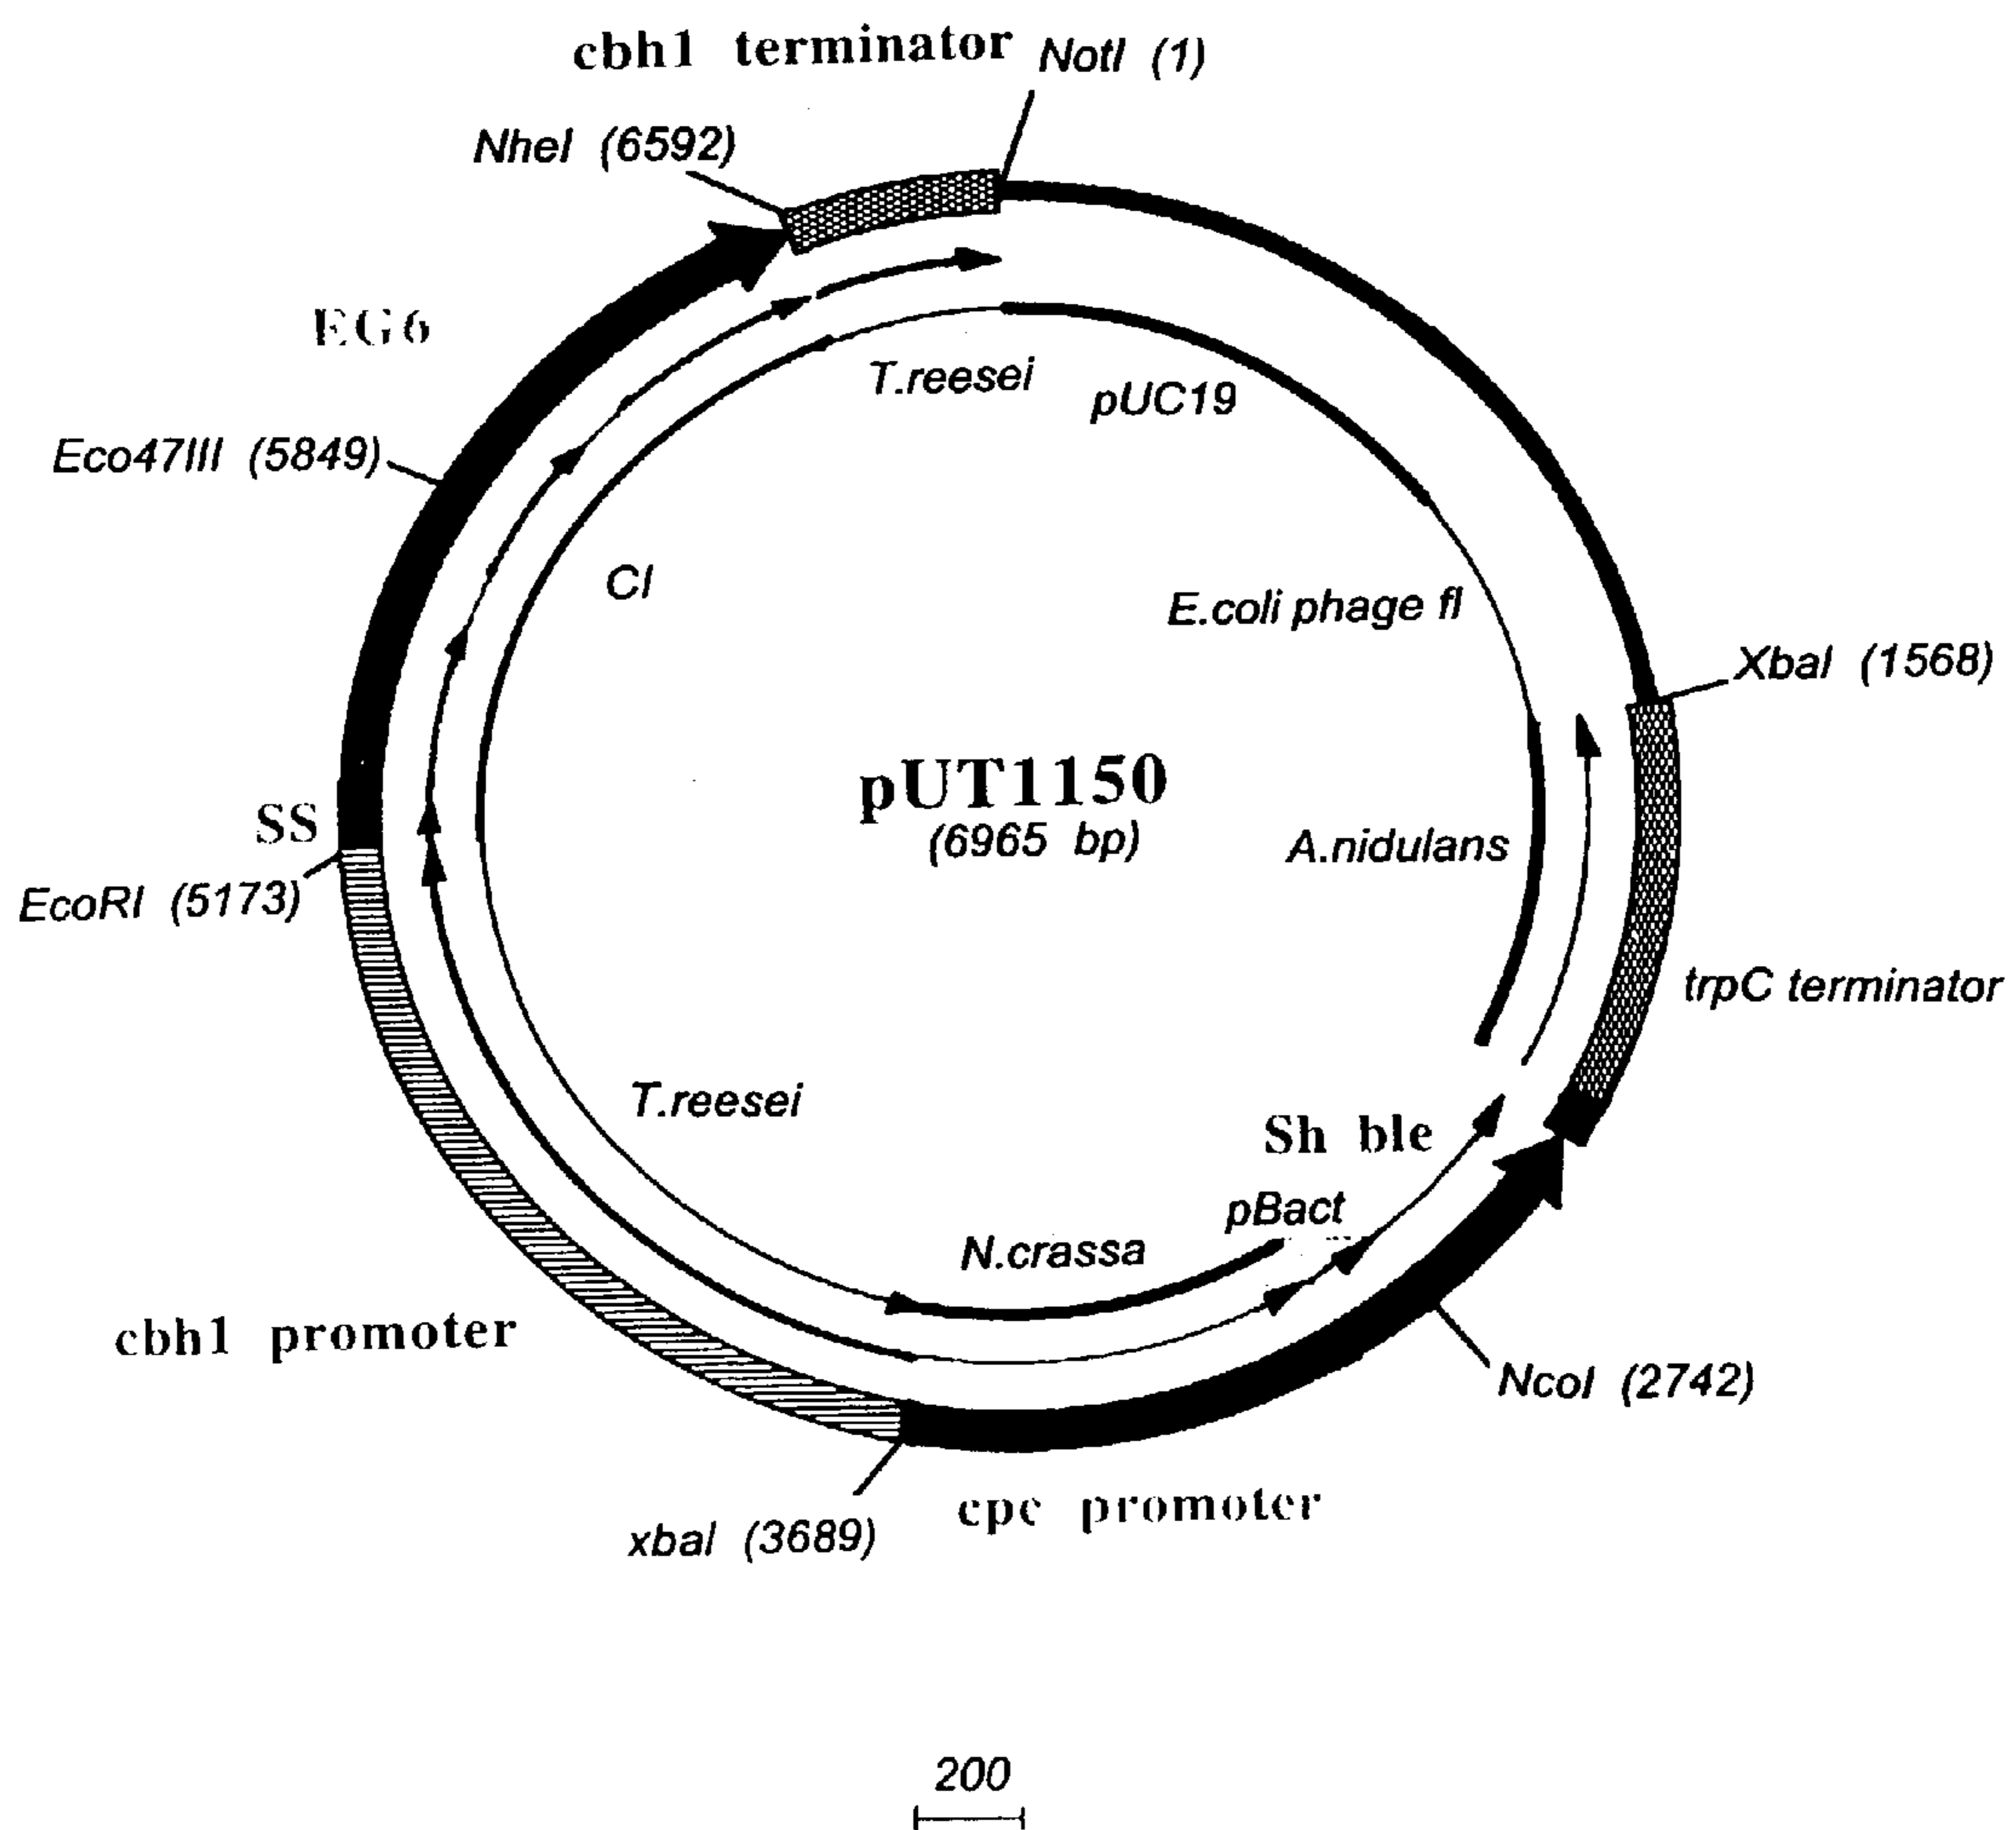 cbh1 terminator NotI (1)
NheI (6592)
EG6
T.reesei
pUC19
Eco47III (5849)
CI
E.coli phage fI
XbaI (1568)
pUT1150
(6965 bp)
SS
A.nidulans
EcoRI (5173)
trpC terminator
T.reesei
Sh ble
pBact
N.crassa
cbh1 promoter
NcoI (2742)
cpc promoter
xbaI (3689)
200